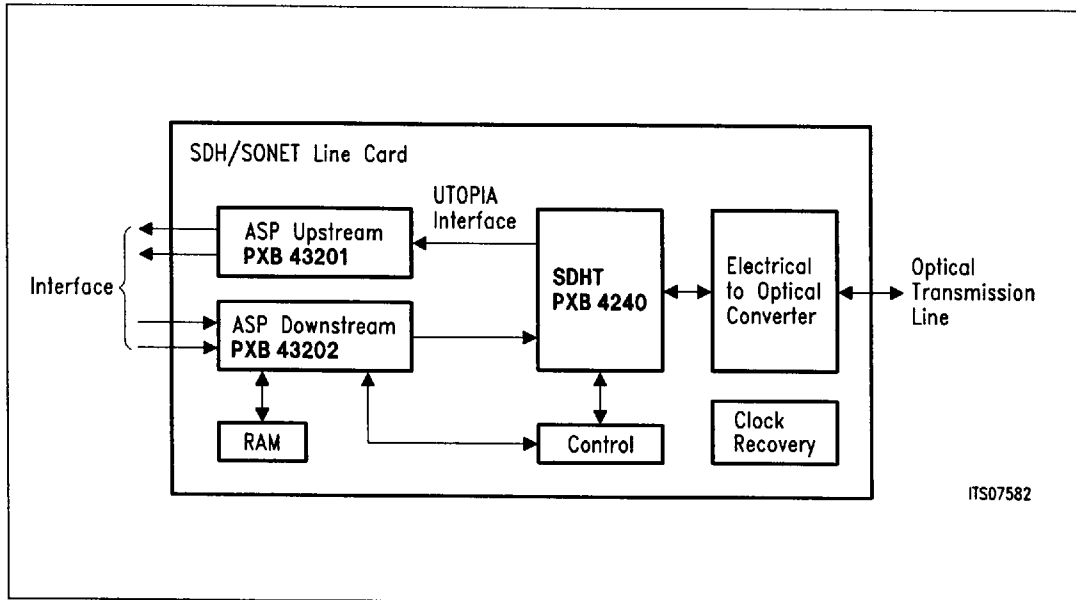 SDH/SONET Line Card
UTOPIA
Interface
ASP Upstream
PXB 43201
Interface
ASP Downstream
PXB 43202
SDHT
PXB 4240
Electrical
to Optical
Converter
Optical
Transmission
Line
RAM
Control
Clock
Recovery
ITS07582